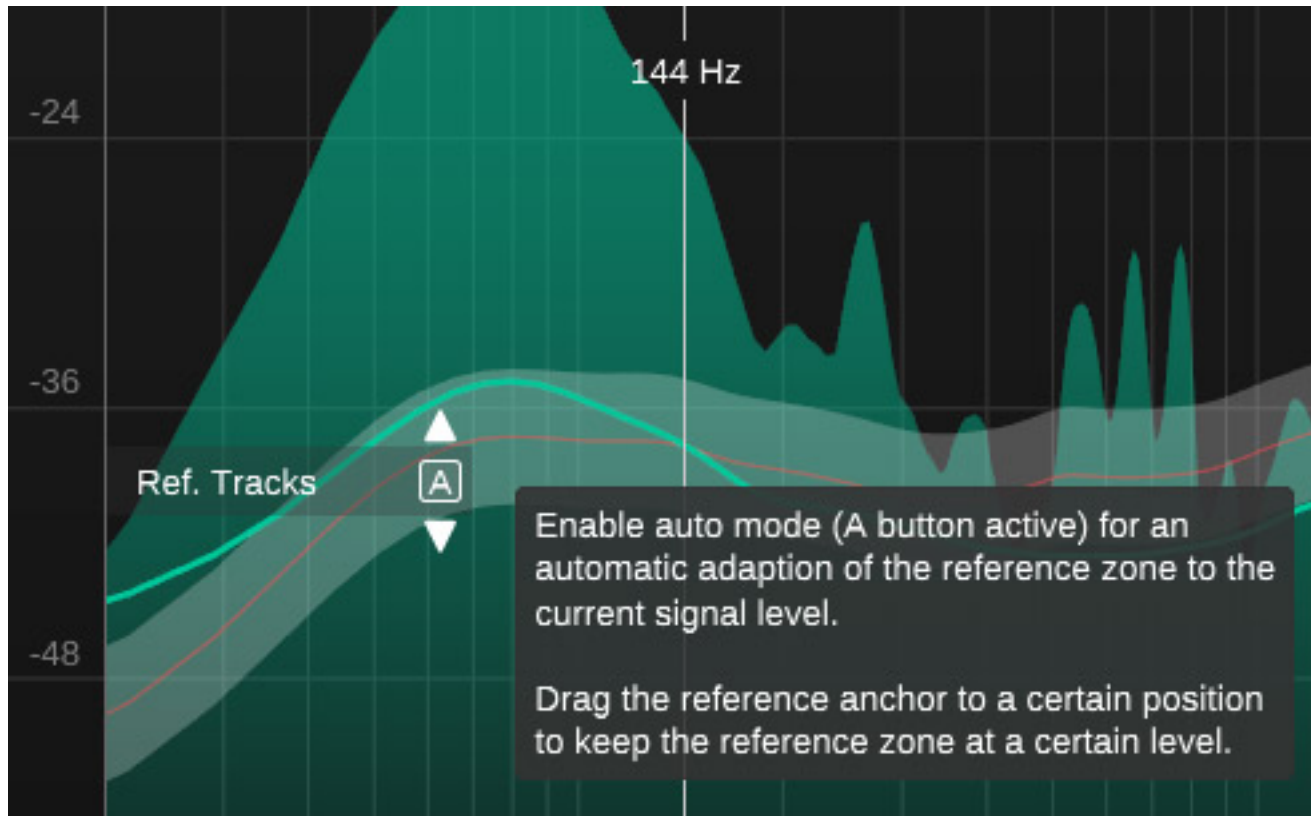 144 Hz
-24
-36
Ref. Tracks
A
Enable auto mode (A button active) for an
automatic adaption of the reference zone to the
current signal level.
-48
Drag the reference anchor to a certain position
to keep the reference zone at a certain level.